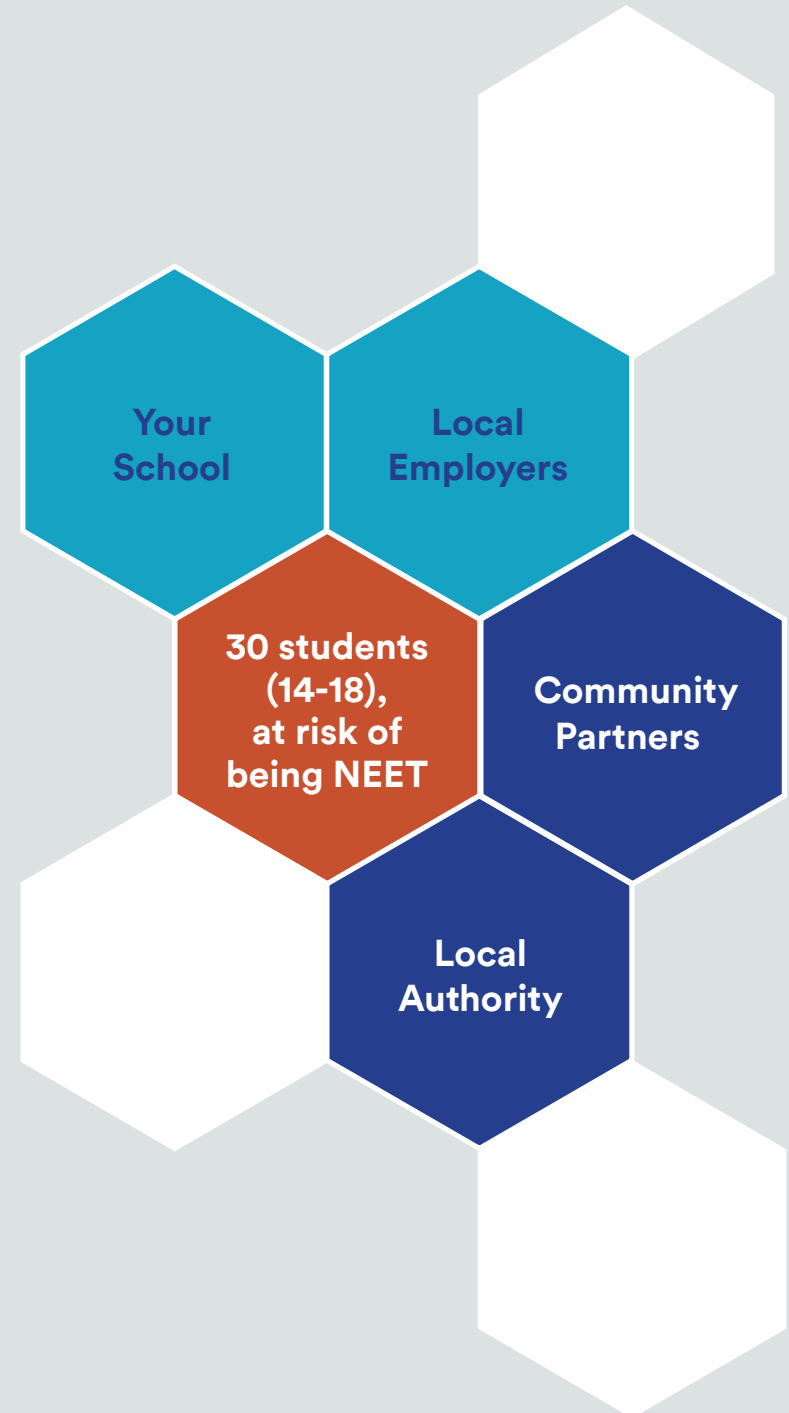 Your
School
Local
Employers
30 students
(14-18),
at risk of
being NEET
Community
Partners
Local
Authority